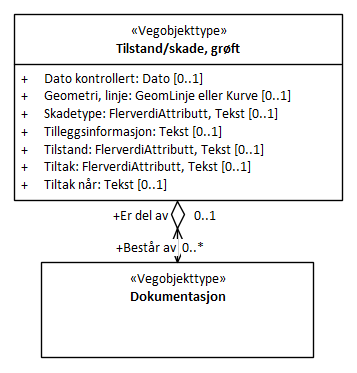 «Vegobjekttype»
Tilstand/skade, grøft
+ Dato kontrollert: Dato [0..1]
+ Geometri, linje: GeomLinje eller Kurve [0..1]
+ Skadetype: FlerverdiAttributt, Tekst [0..1]
+ Tilleggsinformasjon: Tekst [0..1]
+ Tilstand: FlerverdiAttributt, Tekst [0..1]
+ Tiltak: FlerverdiAttributt, Tekst [0..1]
+ Tiltak når: Tekst [0..1]
+Er del av 0..1
+Består av 0..*
«Vegobjekttype»
Dokumentasjon